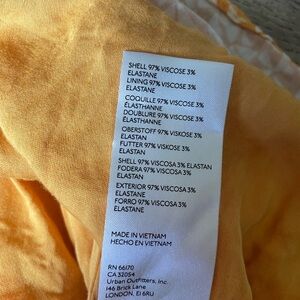 SHELL 97% VISCOSE 3%
ELASTANE
LINING 97% VISCOSE 3%
ELASTANE
COQUILLE 97% VISCOSE 3%
ÉLASTHANNE
DOUBLURE 97% VISCOSE 3%
ÉLASTHANNE
OBERSTOFF 97% VISKOSE 3%
ELASTAN
FUTTER 97% VISKOSE 3%
ELASTAN
SHELL 97% VISCOSA 3% ELASTAN
FODERA 97% VISCOSA 3%
ELASTAN
EXTERIOR 97% VISCOSA 3%
ELASTANE
FORRO 97% VISCOSA 3%
ELASTANE
MADE IN VIETNAM
HECHO EN VIETNAM
RN 66170
CA 32054
Urban Outfitters, Inc.
146 Brick Lane
LONDON, E1 6RU